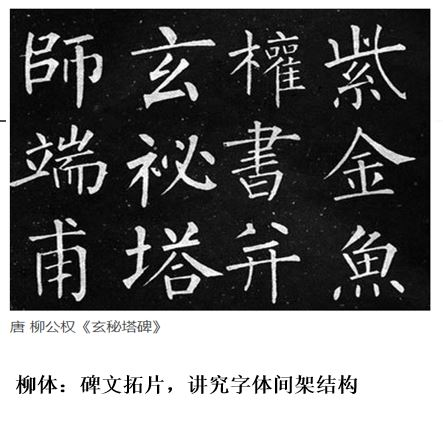 紫金魚
權書并
玄祕塔
師端甫
唐 柳公权《玄秘塔碑》
柳体：碑文拓片，讲究字体间架结构